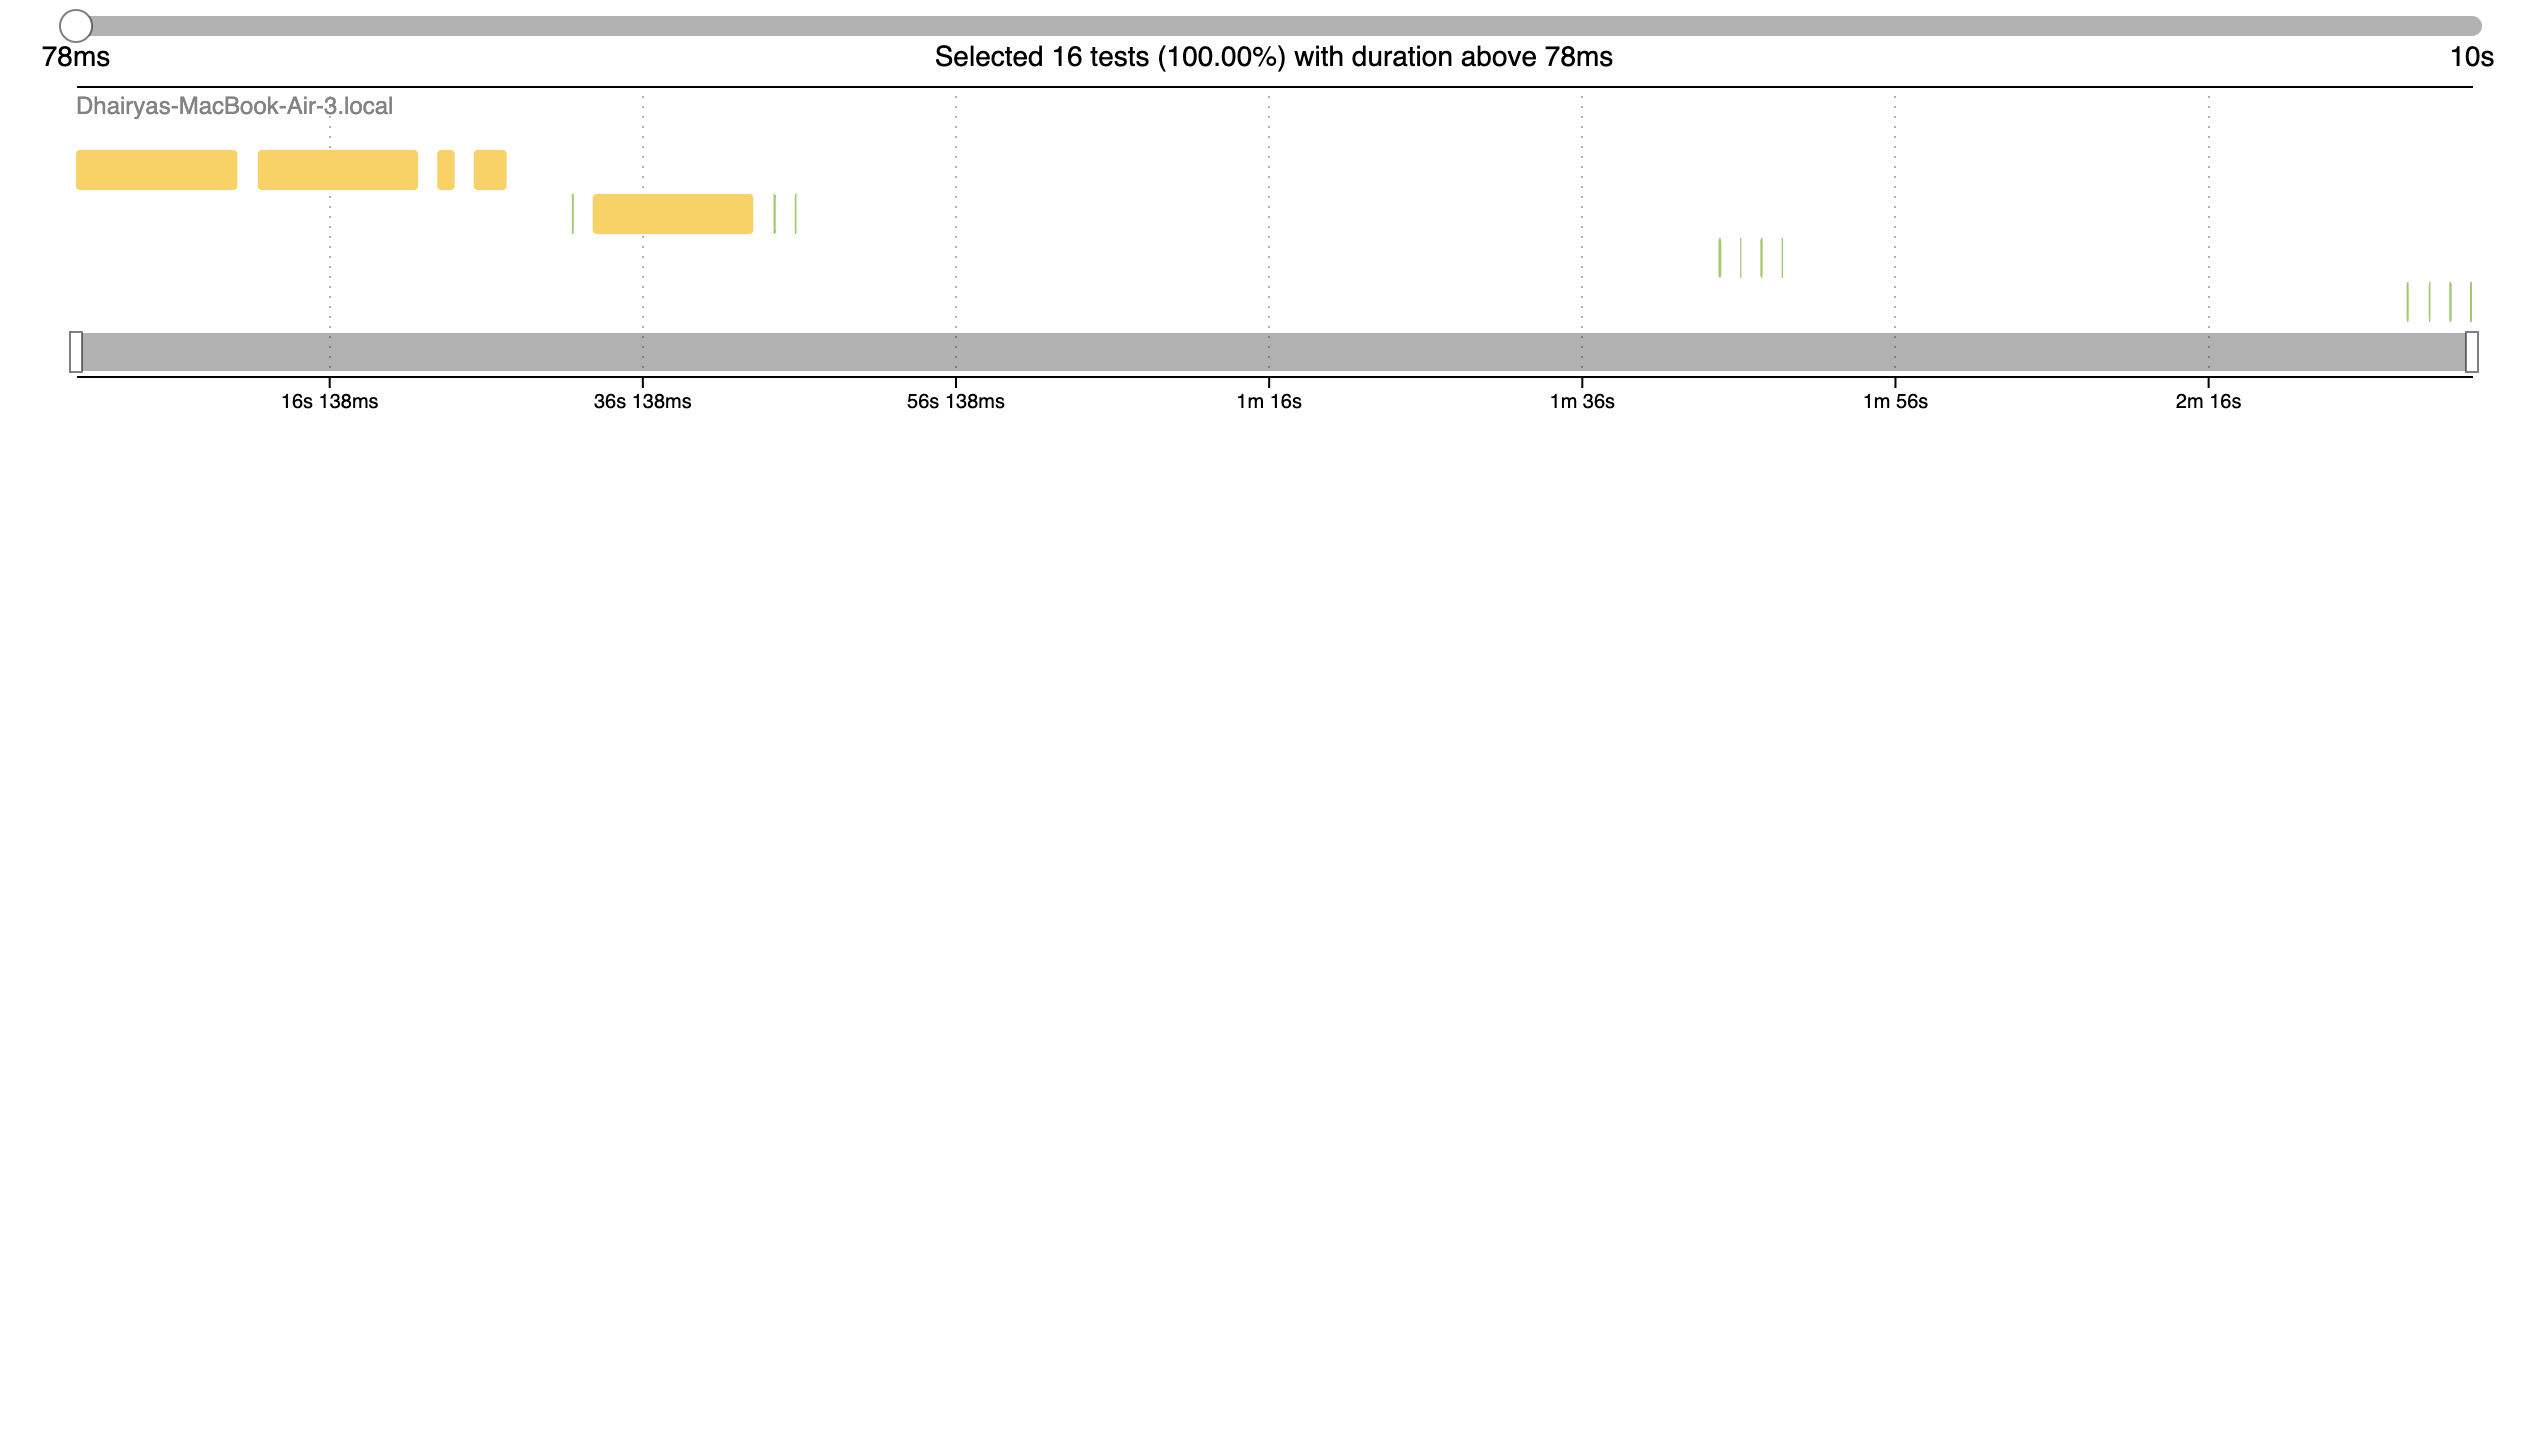 78ms
Selected 16 tests (100.00%) with duration above 78ms
10s
Dhairyas-MacBook-Air-3.local
16s 138ms
36s 138ms
56s 138ms
1m 16s
1m 36s
1m 56s
2m 16s